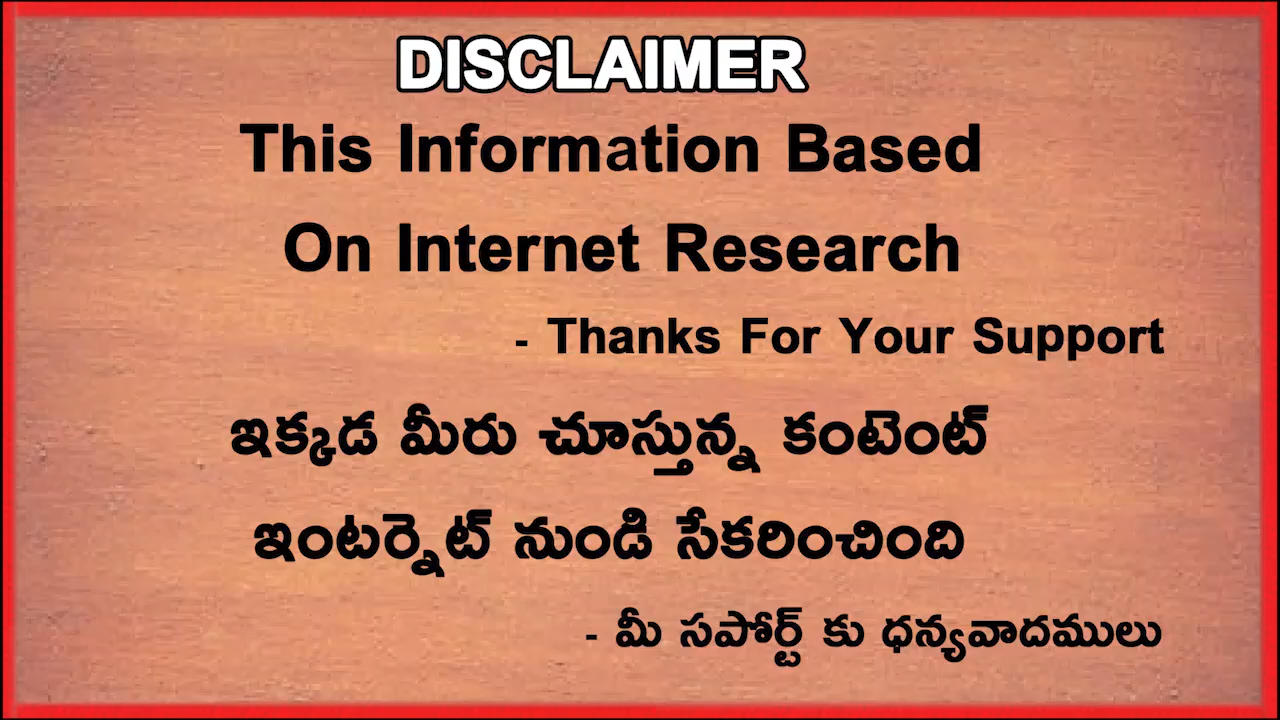 DISCLAIMER
This Information Based
On Internet Research
- Thanks For Your Support
ఇక్కడ మీరు చూస్తున్న కంటెంట్
ఇంటర్నెట్ నుండి సేకరించింది
- మీ సపోర్ట్ కు ధన్యవాదములు